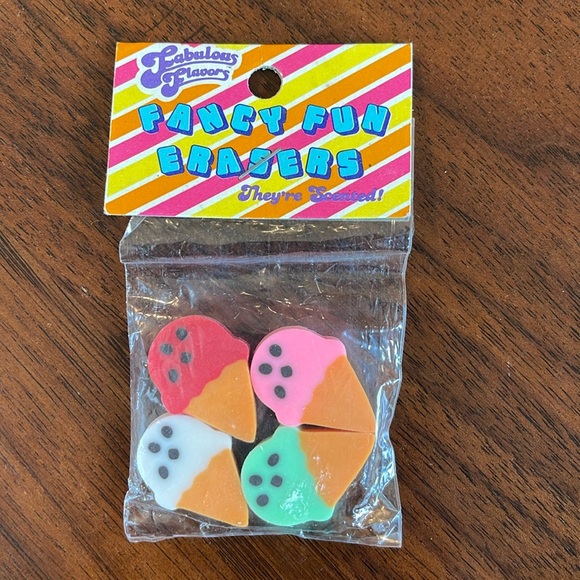 Fabulous
Flavors
FANCY FUN
ERASERS
They're Scented!